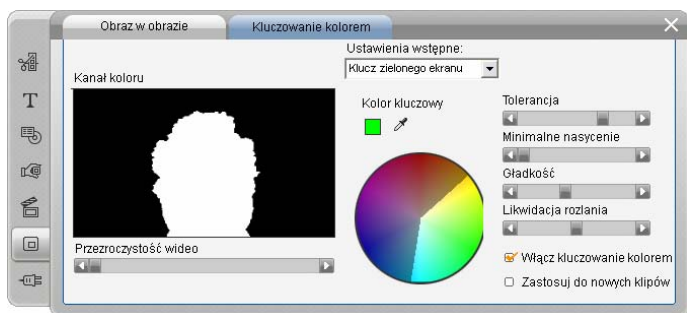 Obraz w obrazie
Kluczowanie kolorem
Ustawienia wstępne:
Klucz zielonego ekranu
Kanał koloru
Kolor kluczowy
Tolerancja
Minimalne nasycenie
Gładkość
Likwidacja rozlania
Przezroczystość wideo
Włącz kluczowanie kolorem
Zastosuj do nowych klipów
T